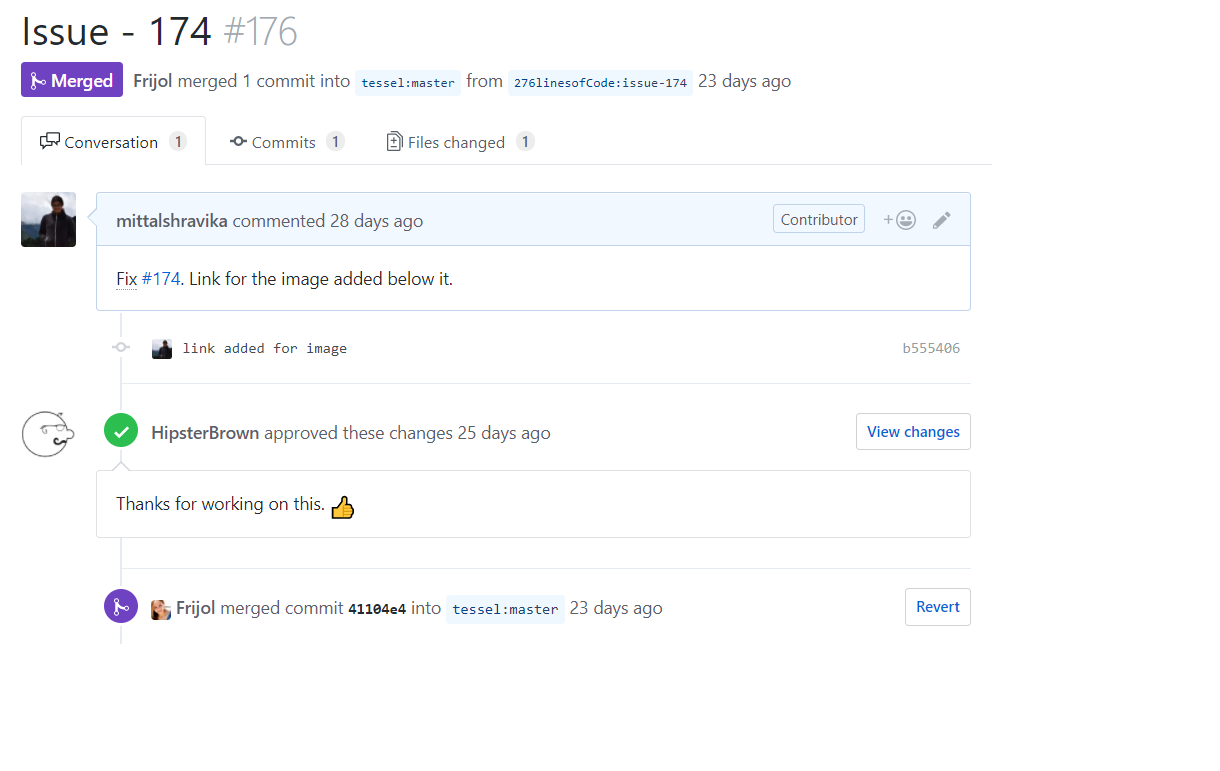 Issue - 174 #176
Merged Frijol merged 1 commit into tessel:master from 276linesofCode:issue-174 23 days ago
Conversation 1 Commits 1 Files changed 1
mittalshravika commented 28 days ago Contributor +
Fix #174. Link for the image added below it.
link added for image b555406
HipsterBrown approved these changes 25 days ago View changes
Thanks for working on this. 👍
Frijol merged commit 41104e4 into tessel:master 23 days ago Revert